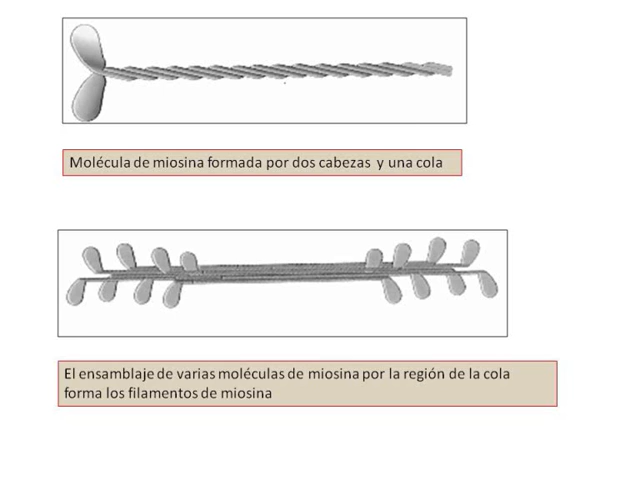 Molécula de miosina formada por dos cabezas y una cola
El ensamblaje de varias moléculas de miosina por la región de la cola
forma los filamentos de miosina